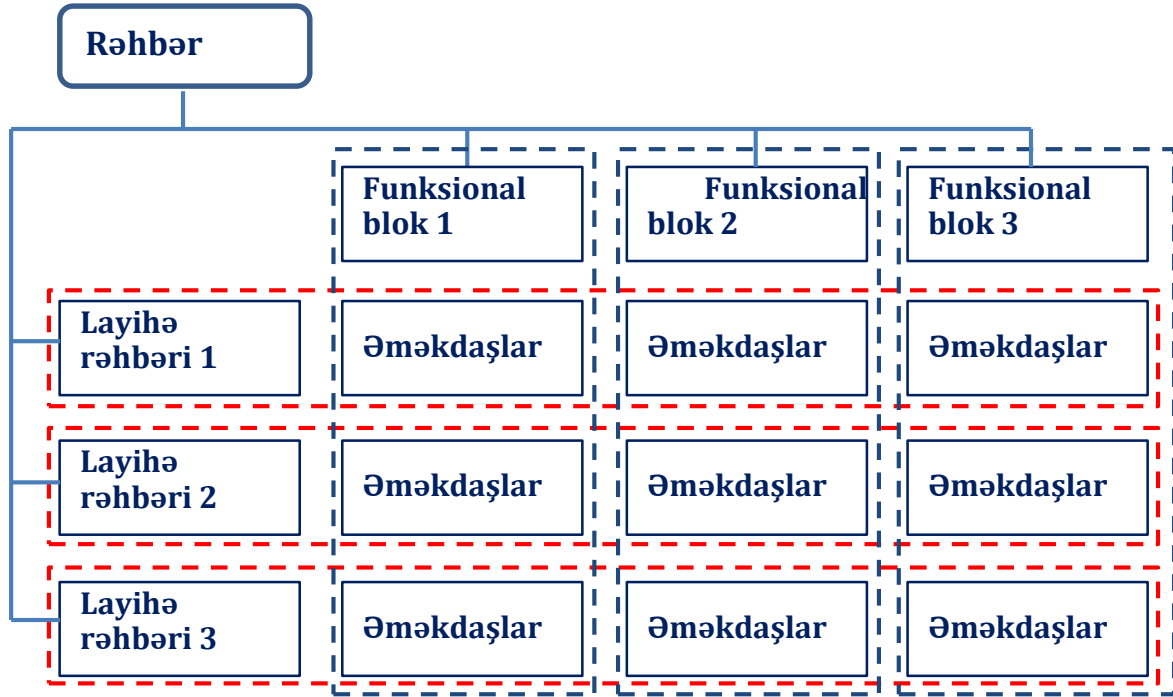 Rəhbər
Funksional
blok 1
Funksional
blok 2
Funksional
blok 3
Layihə
rəhbəri 1
Əməkdaşlar
Əməkdaşlar
Əməkdaşlar
Layihə
rəhbəri 2
Əməkdaşlar
Əməkdaşlar
Əməkdaşlar
Layihə
rəhbəri 3
Əməkdaşlar
Əməkdaşlar
Əməkdaşlar